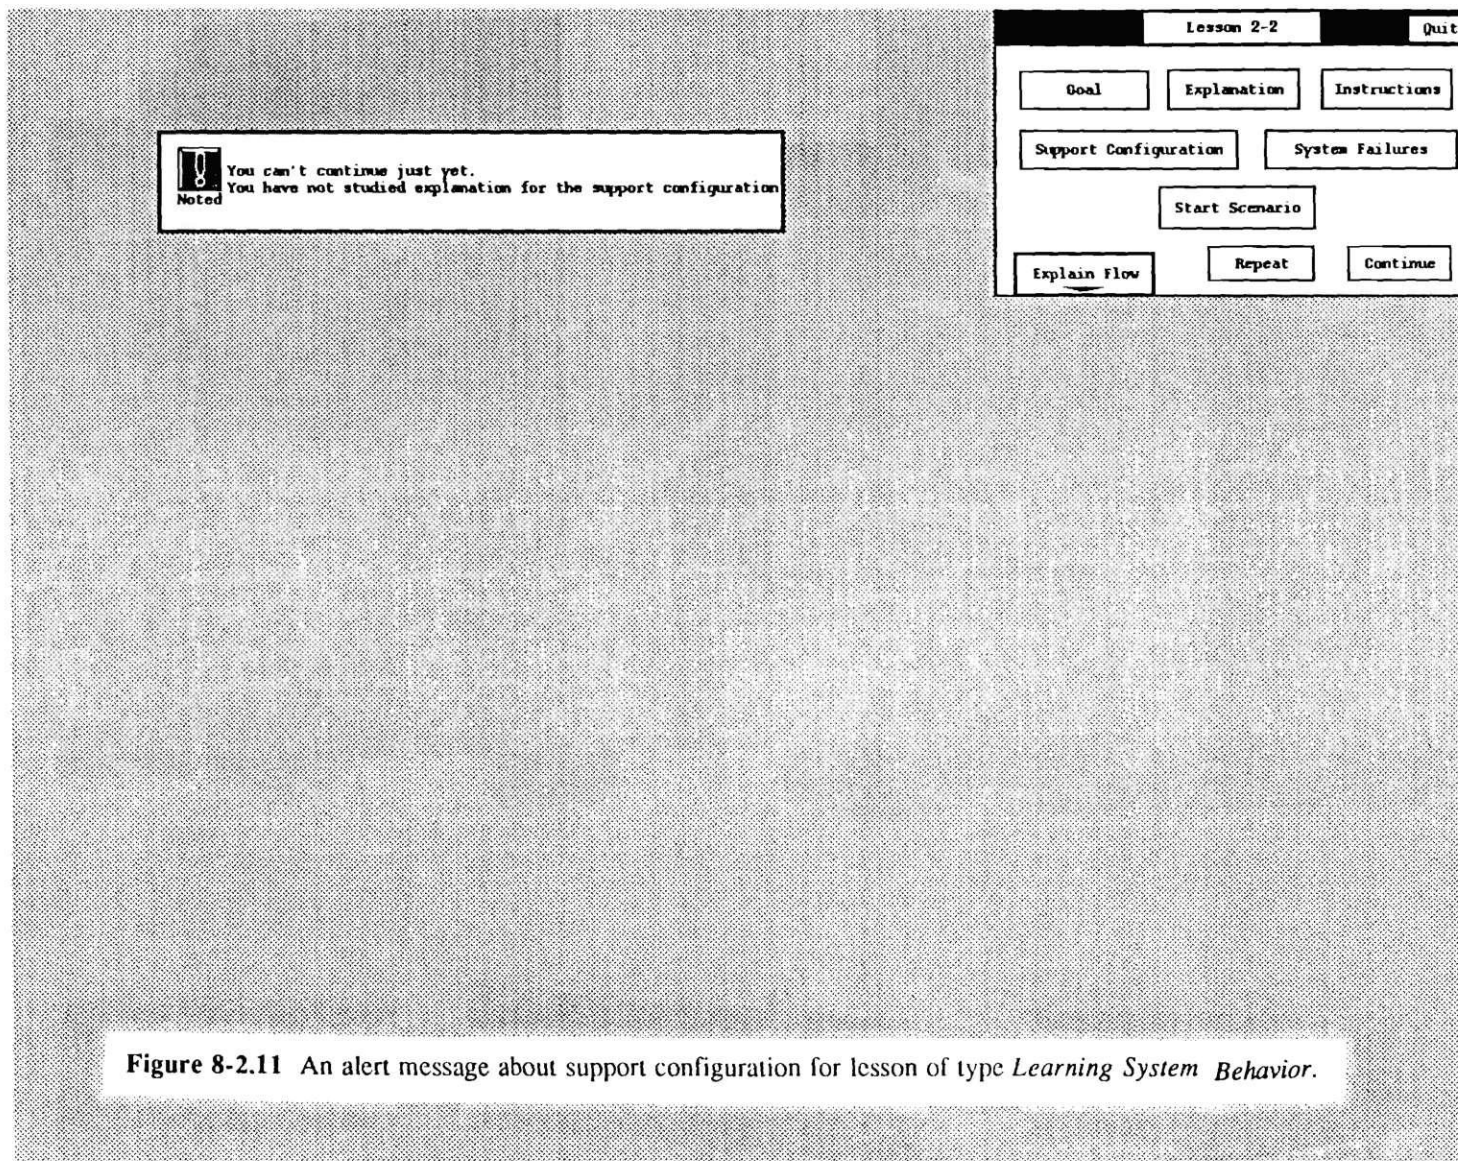 Lesson 2-2
Quit
Goal
Explanation
Instructions
Support Configuration
System Failures
Start Scenario
Explain Flow
Repeat
Continue
You can't continue just yet.
You have not studied explanation for the support configuration
Noted
Figure 8-2.11 An alert message about support configuration for lesson of type Learning System Behavior.